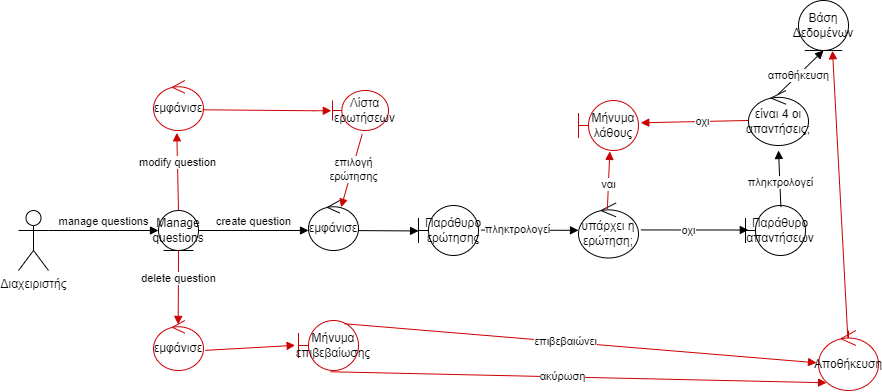 Βάση
Δεδομένων
αποθήκευση
εμφάνισε
Λίστα
ερωτήσεων
Μήνυμα
λάθους
οχι
είναι 4 οι
απαντήσεις;
modify question
επιλογή
ερώτησης
ναι
πληκτρολογεί
manage questions
Manage
questions
create question
εμφάνισε
Παράθυρο
ερώτησης
πληκτρολογεί
υπάρχει η
ερώτηση;
οχι
Παράθυρο
απαντήσεων
Διαχειριστής
delete question
εμφάνισε
Μήνυμα
επιβεβαίωσης
επιβεβαιώνει
ακύρωση
Αποθήκευση